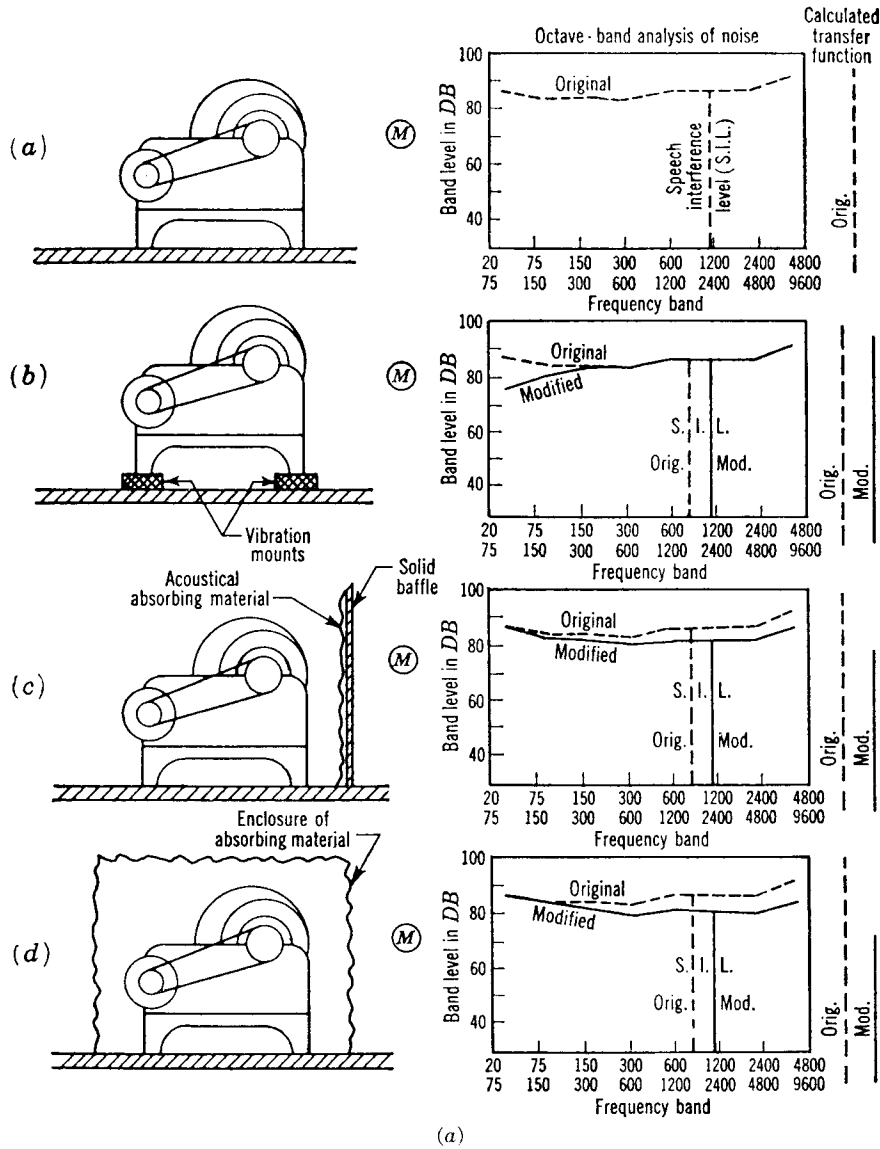 Calculated
transfer
function
Octave-band analysis of noise
(a)
M
Band level in DB
100
80
60
40
Original
Speech
interference
level (S.I.L.)
Orig.
20 75 150 300 600 1200 2400 4800
75 150 300 600 1200 2400 4800 9600
Frequency band
(b)
M
Vibration
mounts
Band level in DB
100
80
60
40
Original
Modified
S. I. L.
Orig. Mod.
Orig.
Mod.
20 75 150 300 600 1200 2400 4800
75 150 300 600 1200 2400 4800 9600
Frequency band
(c)
Acoustical
absorbing material
Solid
baffle
M
Band level in DB
100
80
60
40
Original
Modified
S. I. L.
Orig. Mod.
Orig.
Mod.
20 75 150 300 600 1200 2400 4800
75 150 300 600 1200 2400 4800 9600
Frequency band
(d)
Enclosure of
absorbing material
M
Band level in DB
100
80
60
40
Original
Modified
S. I. L.
Orig. Mod.
Orig.
Mod.
20 75 150 300 600 1200 2400 4800
75 150 300 600 1200 2400 4800 9600
Frequency band
(a)